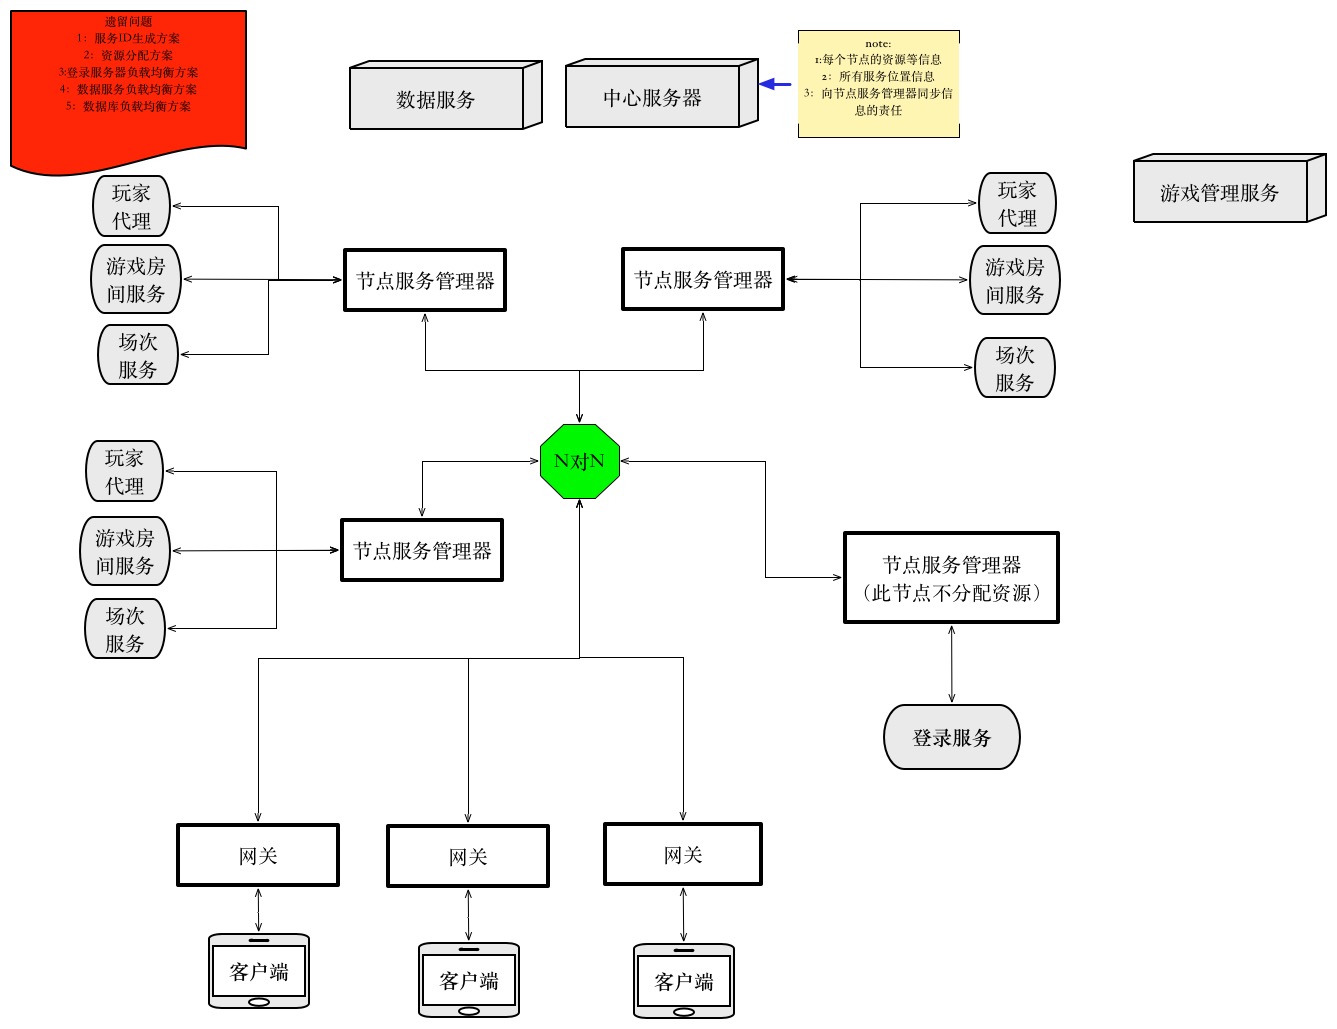 遗留问题
1：服务ID生成方案
2：资源分配方案
3:登录服务器负载均衡方案
4：数据服务负载均衡方案
5：数据库负载均衡方案
数据服务
中心服务器
note:
1:每个节点的资源等信息
2：所有服务位置信息
3：向节点服务管理器同步信
息的责任
游戏管理服务
玩家
代理
游戏房
间服务
场次
服务
节点服务管理器
节点服务管理器
玩家
代理
游戏房
间服务
场次
服务
N对N
玩家
代理
游戏房
间服务
场次
服务
节点服务管理器
节点服务管理器
（此节点不分配资源）
登录服务
网关
网关
网关
客户端
客户端
客户端